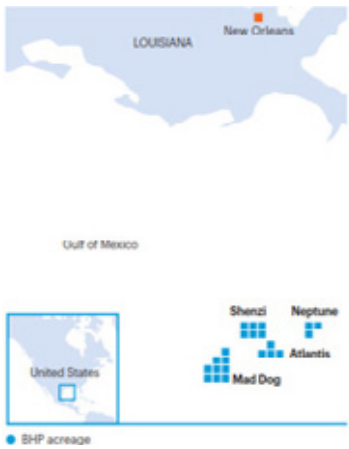 New Orleans
LOUISIANA
Gulf of Mexico
Shenzi
Neptune
Atlantis
Mad Dog
United States
BHP acreage